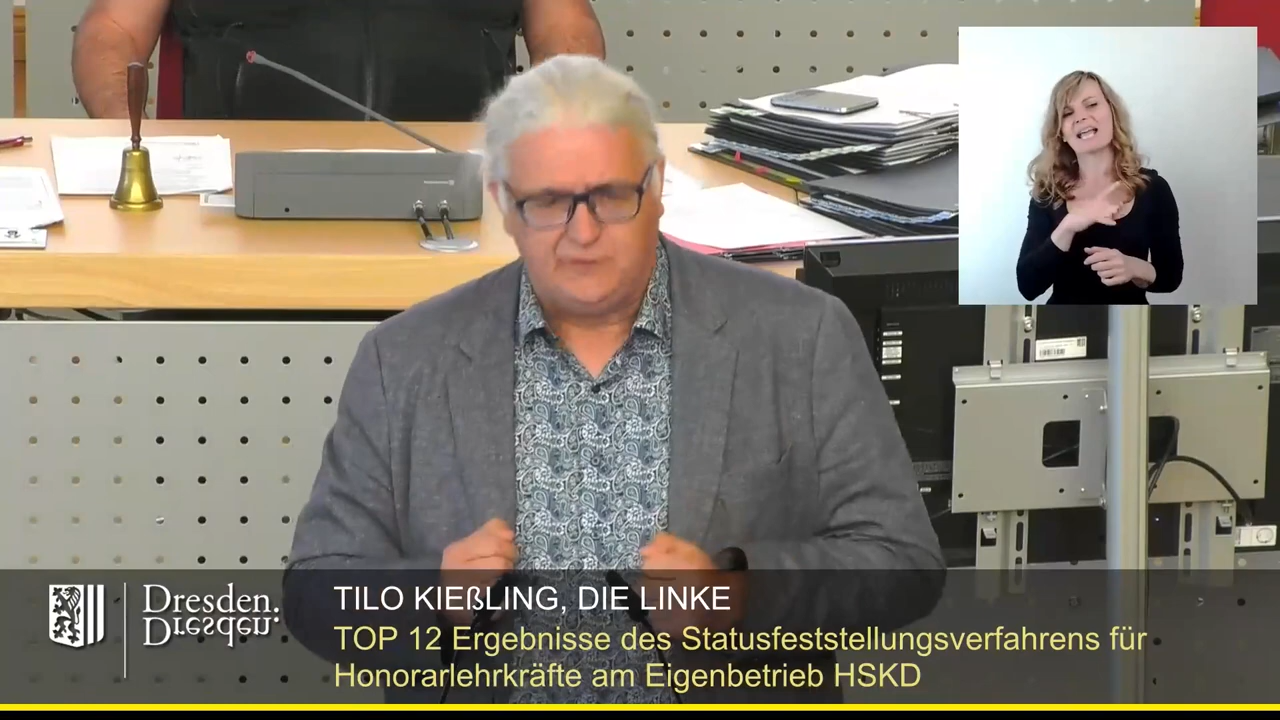 Dresden.
Dresden.
TILO KIEßLING, DIE LINKE
TOP 12 Ergebnisse des Statusfeststellungsverfahrens für
Honorarlehrkräfte am Eigenbetrieb HSKD